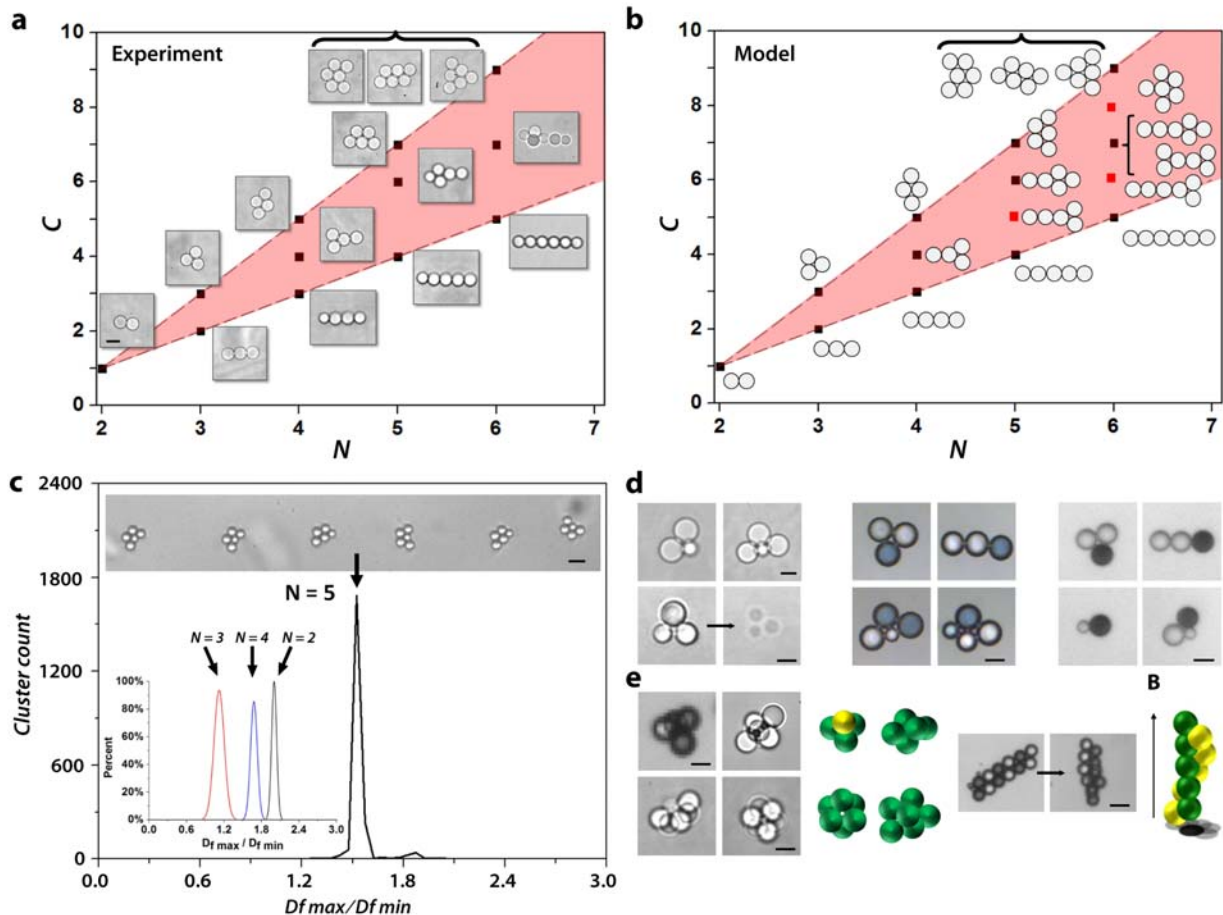 a
Experiment
10
8
6
4
2
0
C
2 3 4 5 6 7
N
b
Model
10
8
6
4
2
0
C
2 3 4 5 6 7
N
c
2400
1800
1200
600
0
Cluster count
N = 5
N = 3 N = 4 N = 2
100%
80%
60%
40%
20%
0%
Percent
0.0 0.6 1.2 1.8 2.4 3.0
Df max / Df min
0.0 0.6 1.2 1.8 2.4 3.0
Df max/Df min
d
e
B